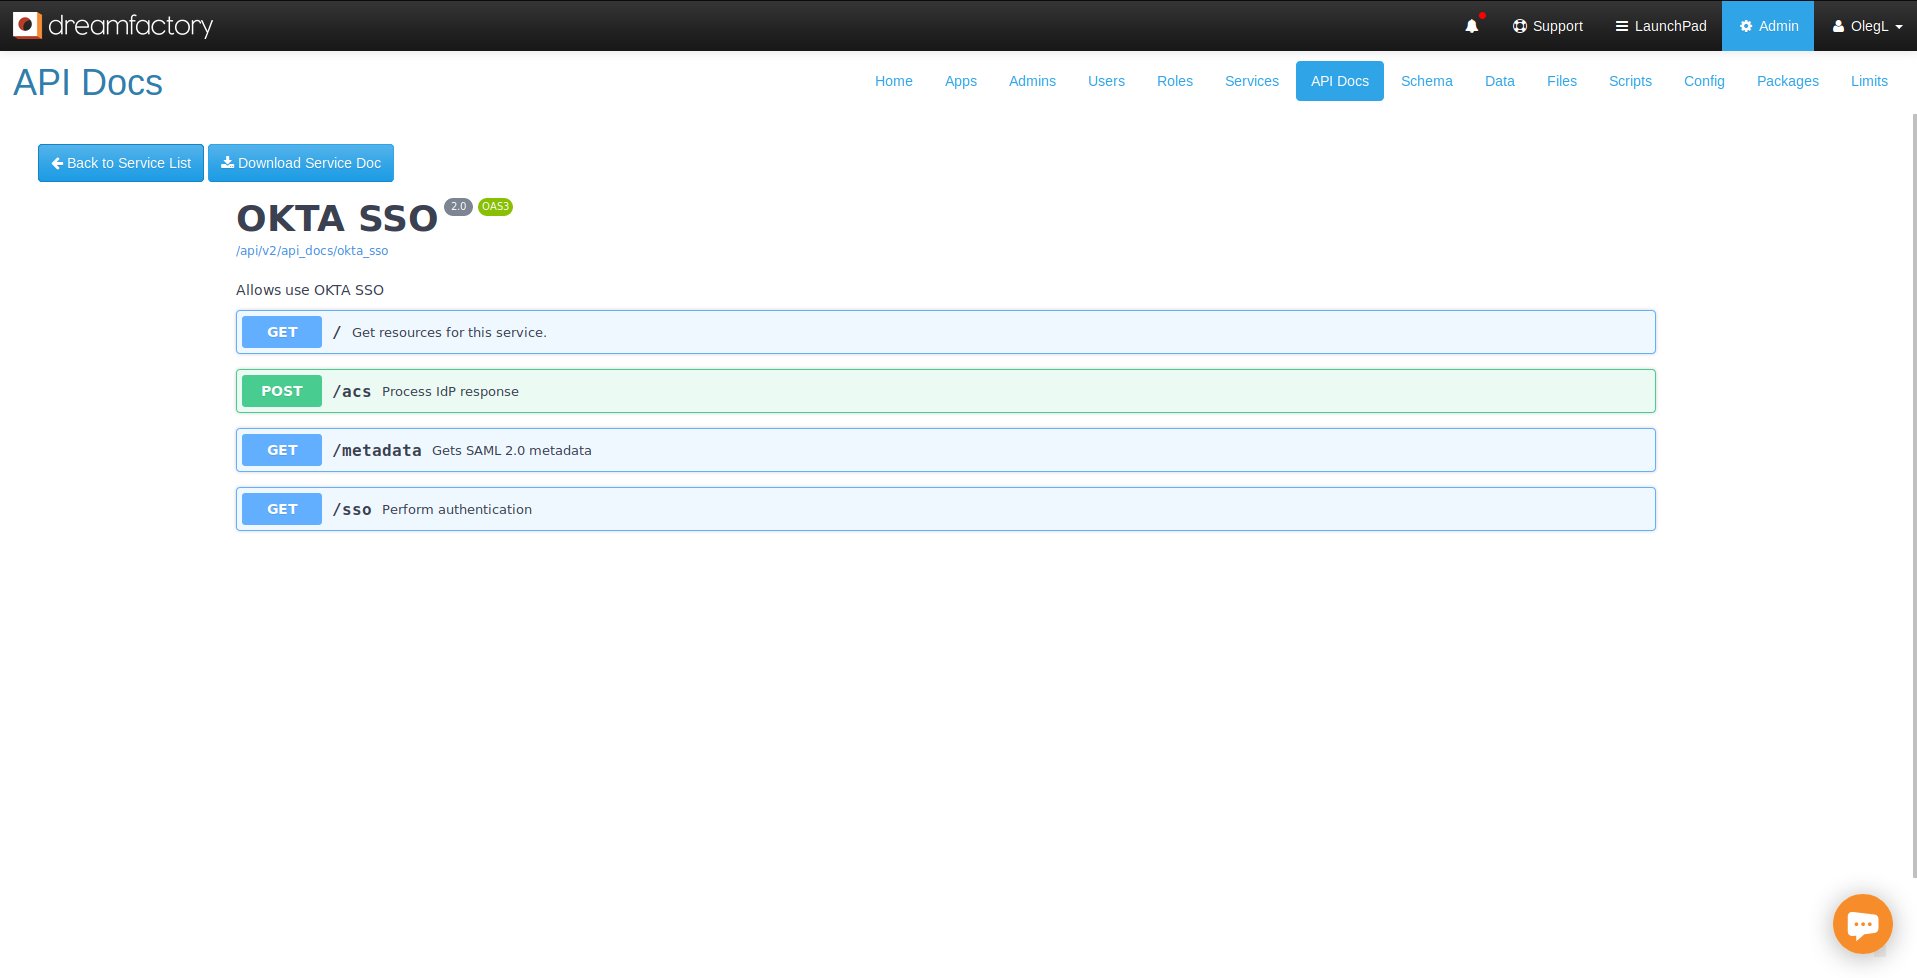 dreamfactory Support LaunchPad Admin OlegL
API Docs Home Apps Admins Users Roles Services API Docs Schema Data Files Scripts Config Packages Limits
Back to Service List Download Service Doc
OKTA SSO 2.0 OAS3
/api/v2/api_docs/okta_sso
Allows use OKTA SSO
GET / Get resources for this service.
POST /acs Process IdP response
GET /metadata Gets SAML 2.0 metadata
GET /sso Perform authentication